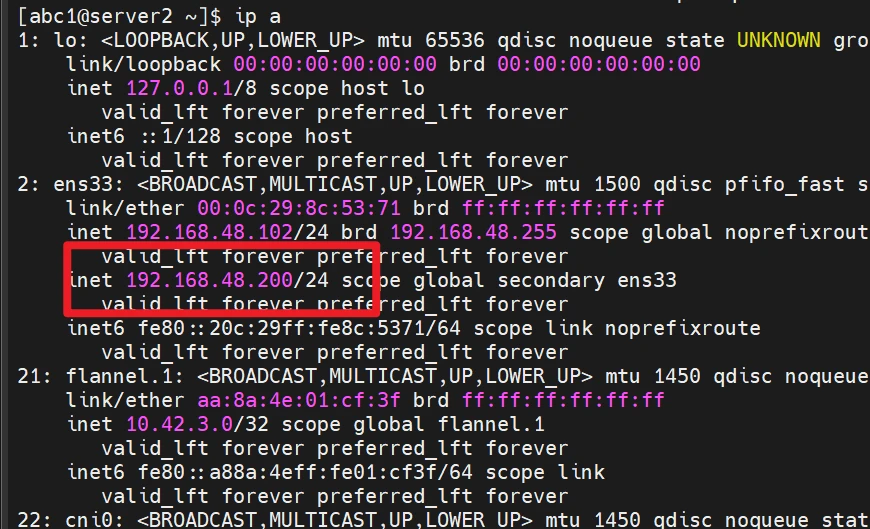 [abc1@server2 ~]$ ip a
1: lo: <LOOPBACK,UP,LOWER_UP> mtu 65536 qdisc noqueue state UNKNOWN gro
link/loopback 00:00:00:00:00:00 brd 00:00:00:00:00:00
inet 127.0.0.1/8 scope host lo
valid_lft forever preferred_lft forever
inet6 ::1/128 scope host
valid_lft forever preferred_lft forever
2: ens33: <BROADCAST,MULTICAST,UP,LOWER_UP> mtu 1500 qdisc pfifo_fast s
link/ether 00:0c:29:8c:53:71 brd ff:ff:ff:ff:ff:ff
inet 192.168.48.102/24 brd 192.168.48.255 scope global noprefixrout
valid_lft forever preferred_lft forever
inet 192.168.48.200/24 scope global secondary ens33
valid_lft forever preferred_lft forever
inet6 fe80::20c:29ff:fe8c:5371/64 scope link noprefixroute
valid_lft forever preferred_lft forever
21: flannel.1: <BROADCAST,MULTICAST,UP,LOWER_UP> mtu 1450 qdisc noqueue
link/ether aa:8a:4e:01:cf:3f brd ff:ff:ff:ff:ff:ff
inet 10.42.3.0/32 scope global flannel.1
valid_lft forever preferred_lft forever
inet6 fe80::a88a:4eff:fe01:cf3f/64 scope link
valid_lft forever preferred_lft forever
22: cni0: <BROADCAST,MULTICAST,UP,LOWER_UP> mtu 1450 qdisc noqueue stat